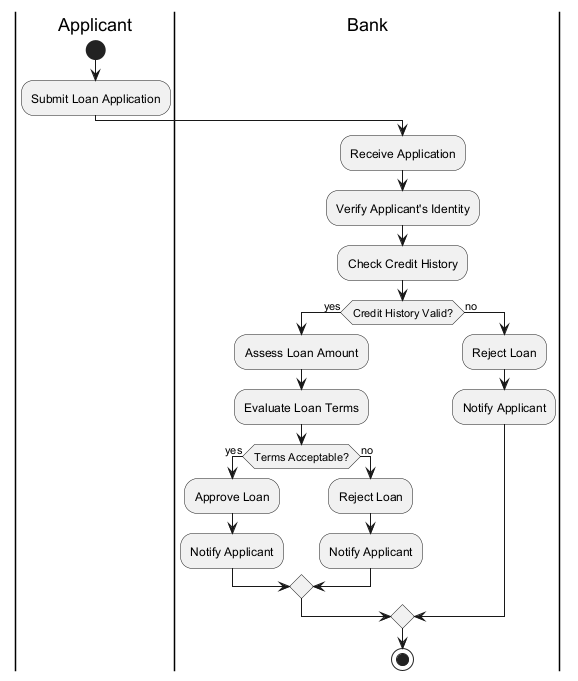 Applicant
Bank
Submit Loan Application
Receive Application
Verify Applicant's Identity
Check Credit History
yes
Credit History Valid?
no
Assess Loan Amount
Reject Loan
Evaluate Loan Terms
Notify Applicant
yes
Terms Acceptable?
no
Approve Loan
Reject Loan
Notify Applicant
Notify Applicant